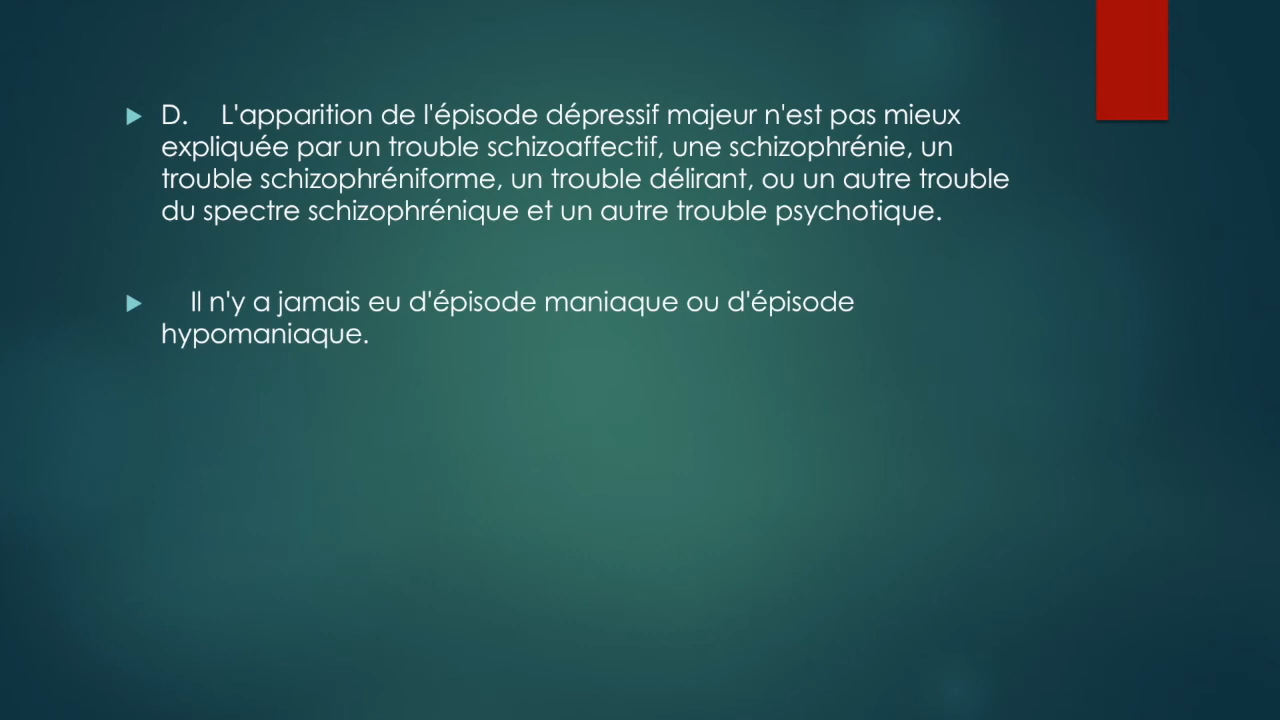 D. L'apparition de l'épisode dépressif majeur n'est pas mieux
expliquée par un trouble schizoaffectif, une schizophrénie, un
trouble schizophréniforme, un trouble délirant, ou un autre trouble
du spectre schizophrénique et un autre trouble psychotique.
Il n'y a jamais eu d'épisode maniaque ou d'épisode
hypomaniaque.